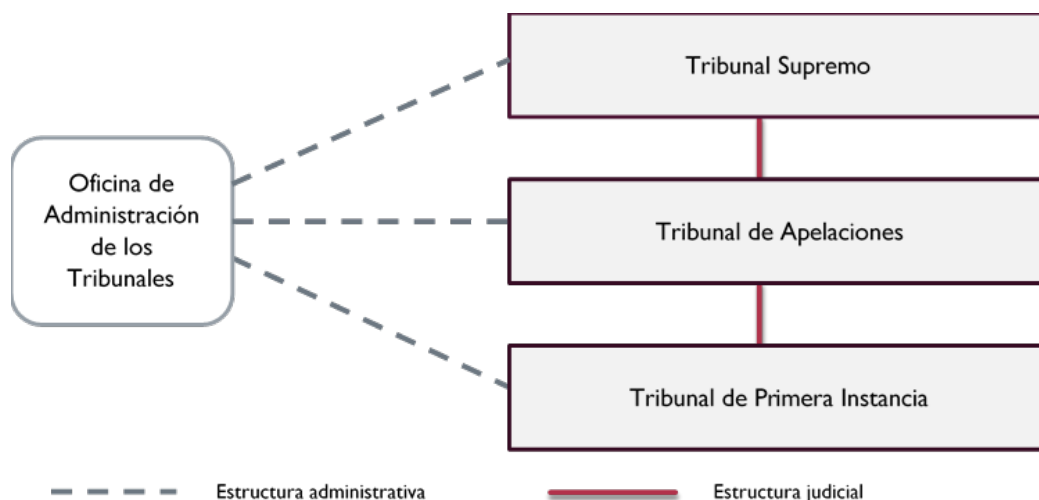 Tribunal Supremo
Oficina de
Administración
de los
Tribunales
Tribunal de Apelaciones
Tribunal de Primera Instancia
Estructura administrativa
Estructura judicial